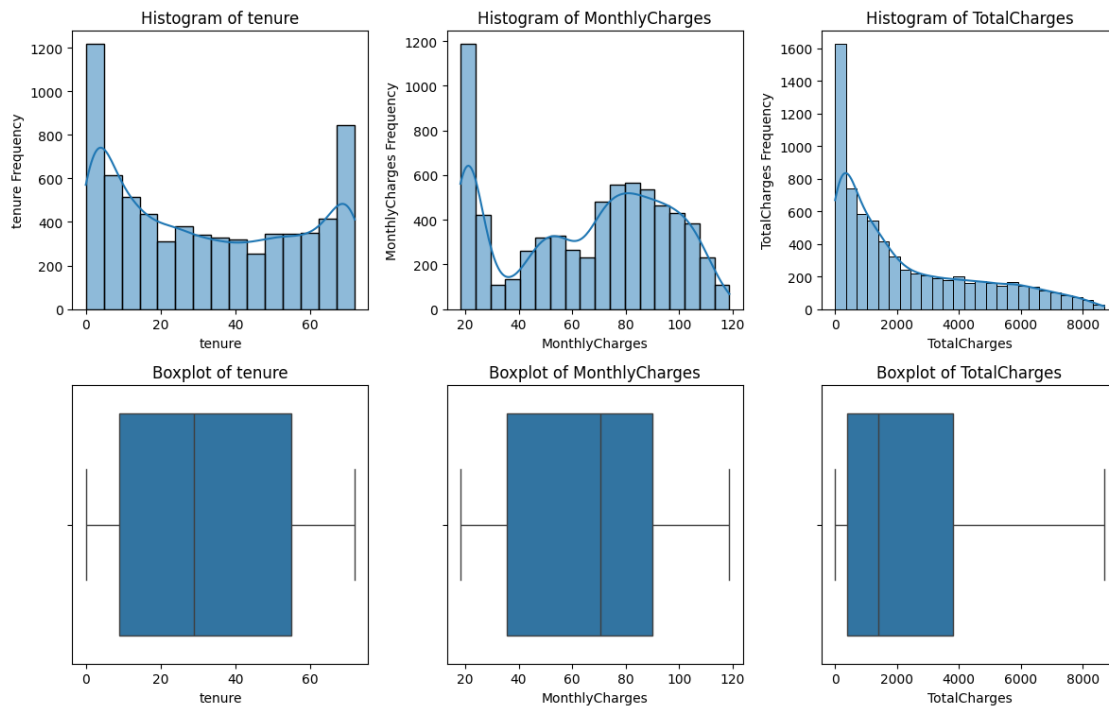 Histogram of tenure
tenure Frequency
1200
1000
800
600
400
200
0
0 20 40 60
tenure
Histogram of MonthlyCharges
MonthlyCharges Frequency
1200
1000
800
600
400
200
0
20 40 60 80 100 120
MonthlyCharges
Histogram of TotalCharges
TotalCharges Frequency
1600
1400
1200
1000
800
600
400
200
0
0 2000 4000 6000 8000
TotalCharges
Boxplot of tenure
0 20 40 60
tenure
Boxplot of MonthlyCharges
20 40 60 80 100 120
MonthlyCharges
Boxplot of TotalCharges
0 2000 4000 6000 8000
TotalCharges